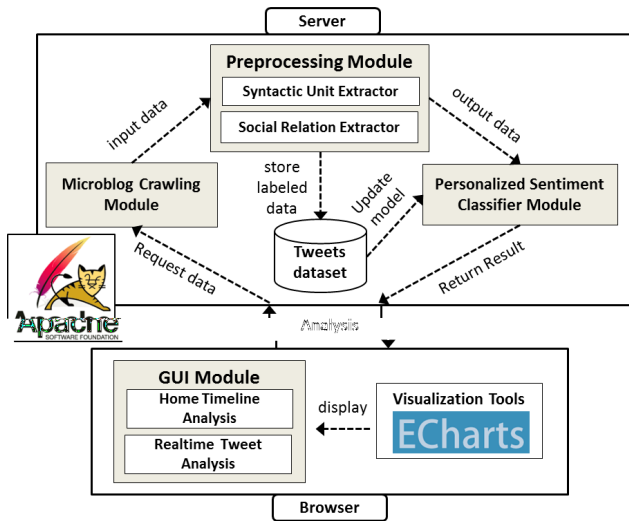 Server
Preprocessing Module
Syntactic Unit Extractor
Social Relation Extractor
input data
output data
store
labeled
data
Update
model
Microblog Crawling
Module
Personalized Sentiment
Classifier Module
Tweets
dataset
Request data
Return Result
Apache
SOFTWARE FOUNDATION
Analysis
GUI Module
Home Timeline
Analysis
Realtime Tweet
Analysis
display
Visualization Tools
ECharts
Browser